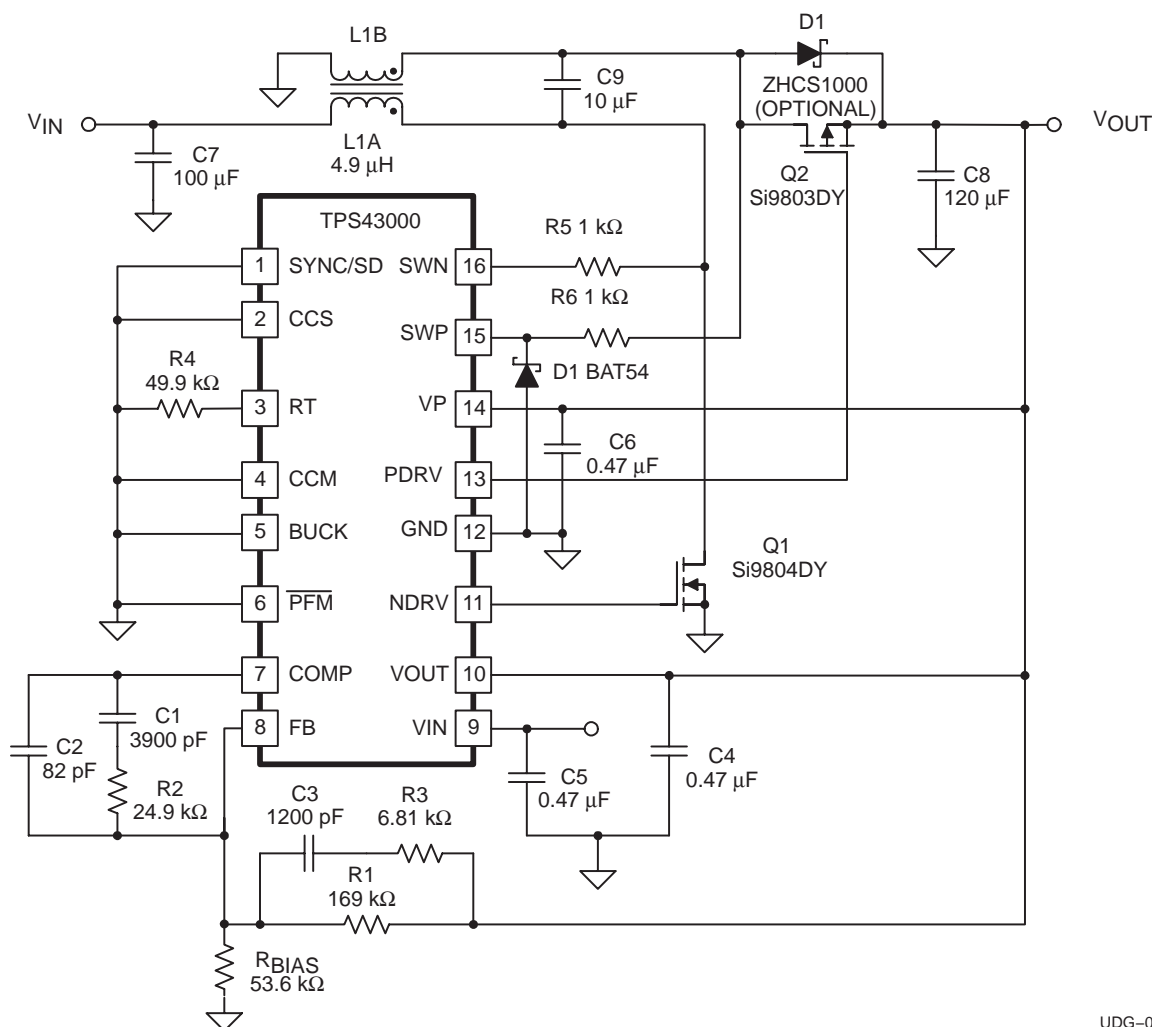 L1B
D1
C9
10 μF
ZHCS1000
(OPTIONAL)
VIN
VOUT
L1A
4.9 μH
C7
100 μF
Q2
Si9803DY
C8
120 μF
TPS43000
R5 1 kΩ
1 SYNC/SD
SWN 16
R6 1 kΩ
2 CCS
SWP 15
R4
49.9 kΩ
D1 BAT54
3 RT
VP 14
C6
0.47 μF
4 CCM
PDRV 13
5 BUCK
GND 12
Q1
Si9804DY
6 PFM
NDRV 11
7 COMP
VOUT 10
C1
3900 pF
8 FB
VIN 9
C2
82 pF
C5
0.47 μF
C4
0.47 μF
R2
24.9 kΩ
C3
1200 pF
R3
6.81 kΩ
R1
169 kΩ
RBIAS
53.6 kΩ